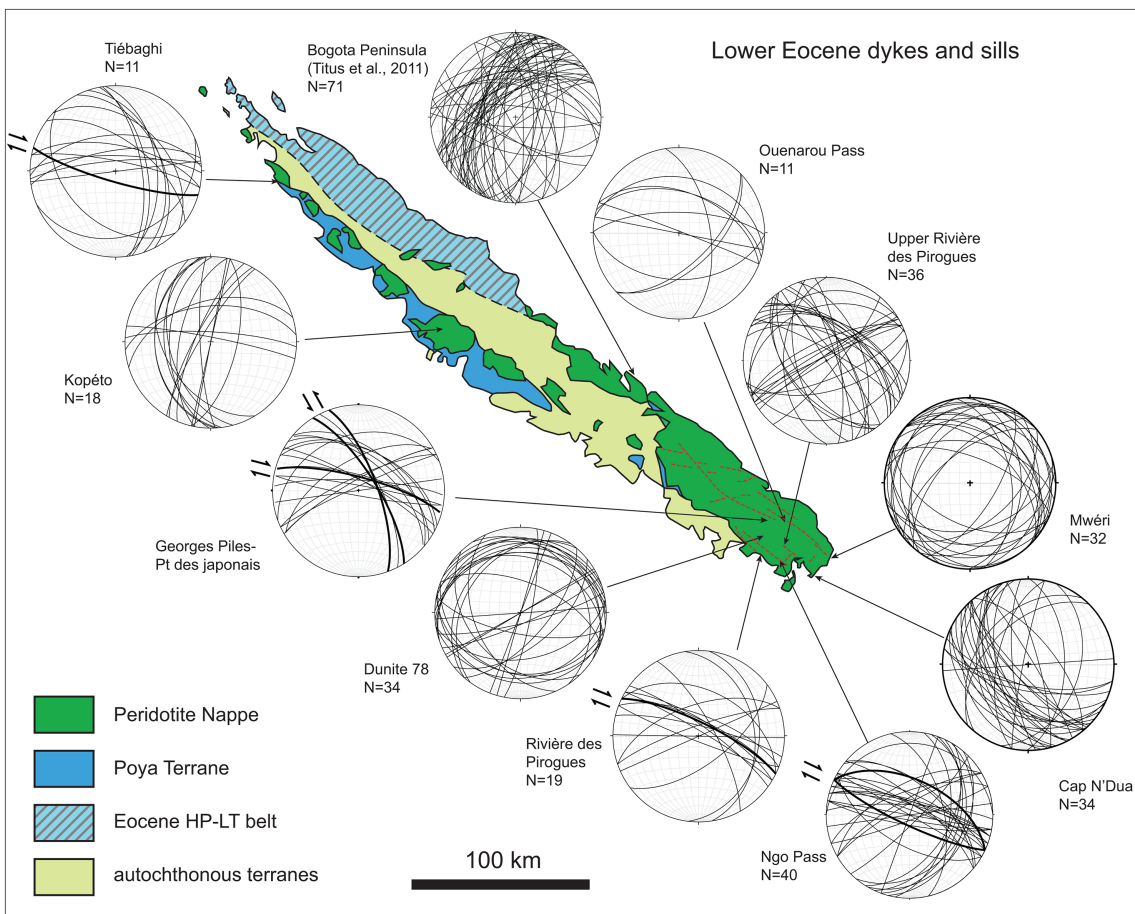 Lower Eocene dykes and sills
Tiébaghi
N=11
Bogota Peninsula
(Titus et al., 2011)
N=71
Ouenarou Pass
N=11
Upper Rivière
des Pirogues
N=36
Kopéto
N=18
Mwéri
N=32
Georges Piles-
Pt des japonais
Dunite 78
N=34
Rivière des
Pirogues
N=19
Cap N'Dua
N=34
Ngo Pass
N=40
Peridotite Nappe
Poya Terrane
Eocene HP-LT belt
autochthonous terranes
100 km